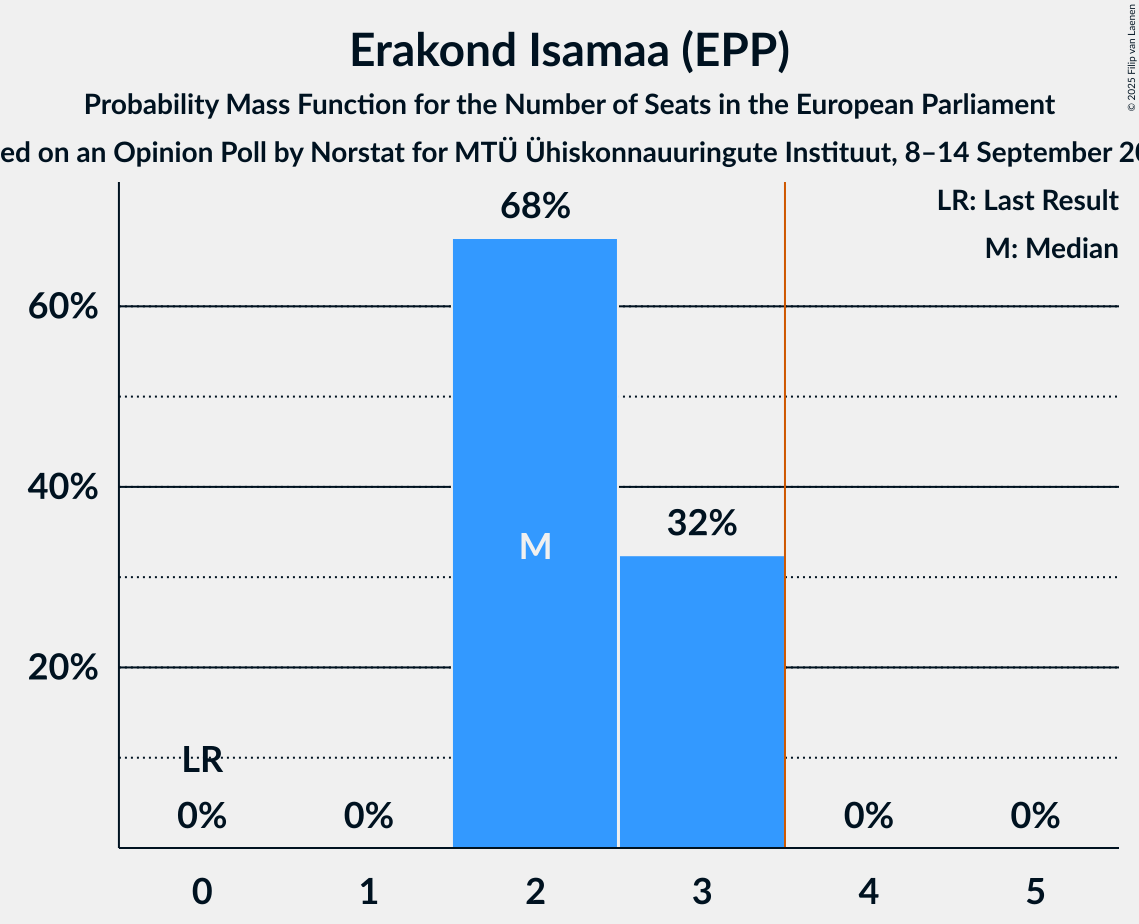 Erakond Isamaa (EPP)
Probability Mass Function for the Number of Seats in the European Parliament
ed on an Opinion Poll by Norstat for MTÜ Ühiskonnauuringute Instituut, 8–14 September 20
© 2025 Filip van Laenen
LR: Last Result
M: Median
68%
60%
40%
32%
M
20%
LR
0% 0% 0% 0%
0 1 2 3 4 5